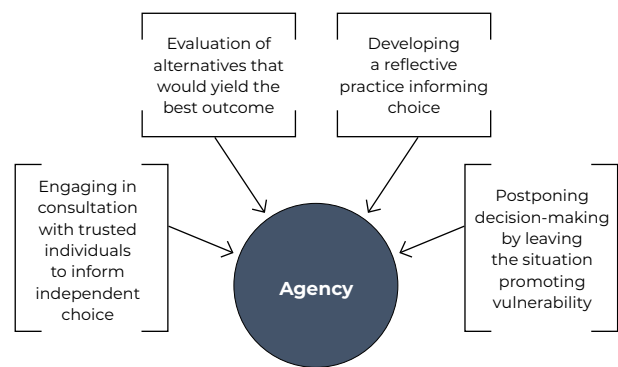 Evaluation of
alternatives that
would yield the
best outcome
Developing
a reflective
practice informing
choice
Engaging in
consultation
with trusted
individuals
to inform
independent
choice
Postponing
decision-making
by leaving
the situation
promoting
vulnerability
Agency